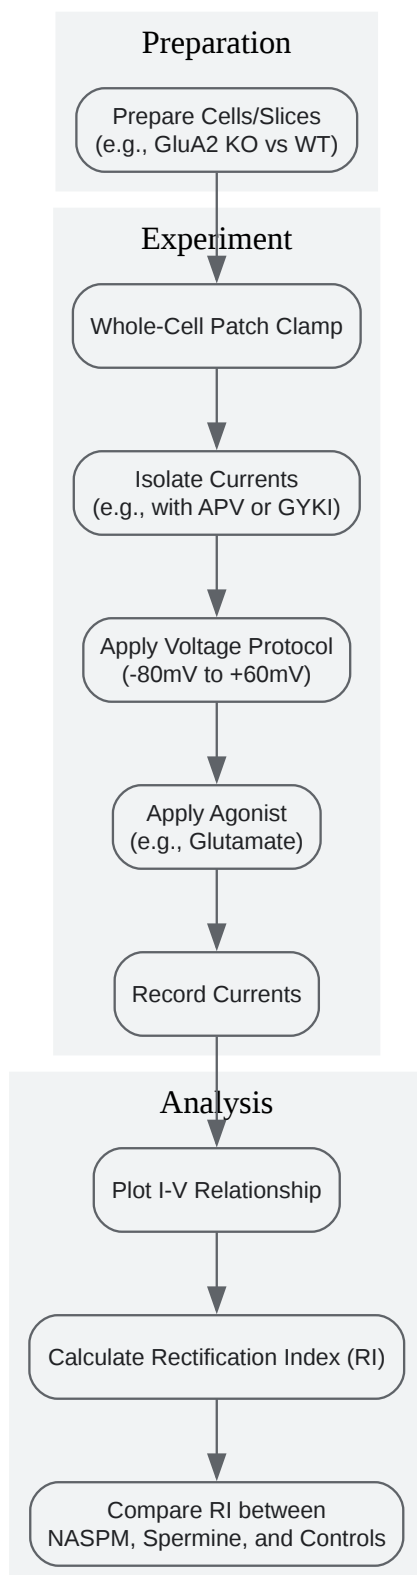 Preparation
Prepare Cells/Slices
(e.g., GluA2 KO vs WT)
Experiment
Whole-Cell Patch Clamp
Isolate Currents
(e.g., with APV or GYKI)
Apply Voltage Protocol
(-80mV to +60mV)
Apply Agonist
(e.g., Glutamate)
Record Currents
Analysis
Plot I-V Relationship
Calculate Rectification Index (RI)
Compare RI between
NASPM, Spermine, and Controls